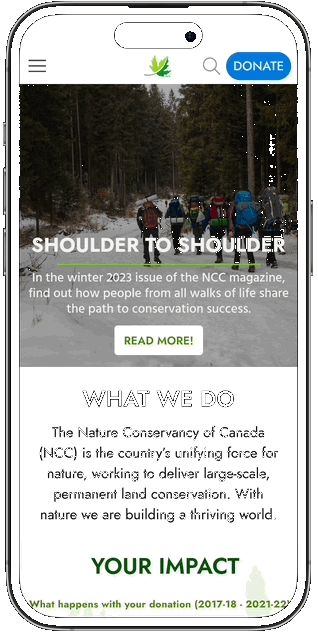 DONATE
SHOULDER TO SHOULDER
In the winter 2023 issue of the NCC magazine,
find out how people from all walks of life share
the path to conservation success.
READ MORE!
WHAT WE DO
The Nature Conservancy of Canada
(NCC) is the country's unifying force for
nature, working to deliver large-scale,
permanent land conservation. With
nature we are building a thriving world.
YOUR IMPACT
What happens with your donation (2017-18 - 2021-22)